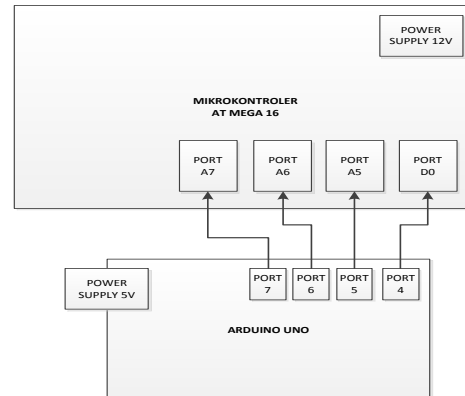 POWER
SUPPLY 12V
MIKROKONTROLER
AT MEGA 16
PORT
A7
PORT
A6
PORT
A5
PORT
D0
POWER
SUPPLY 5V
PORT
7
PORT
6
PORT
5
PORT
4
ARDUINO UNO